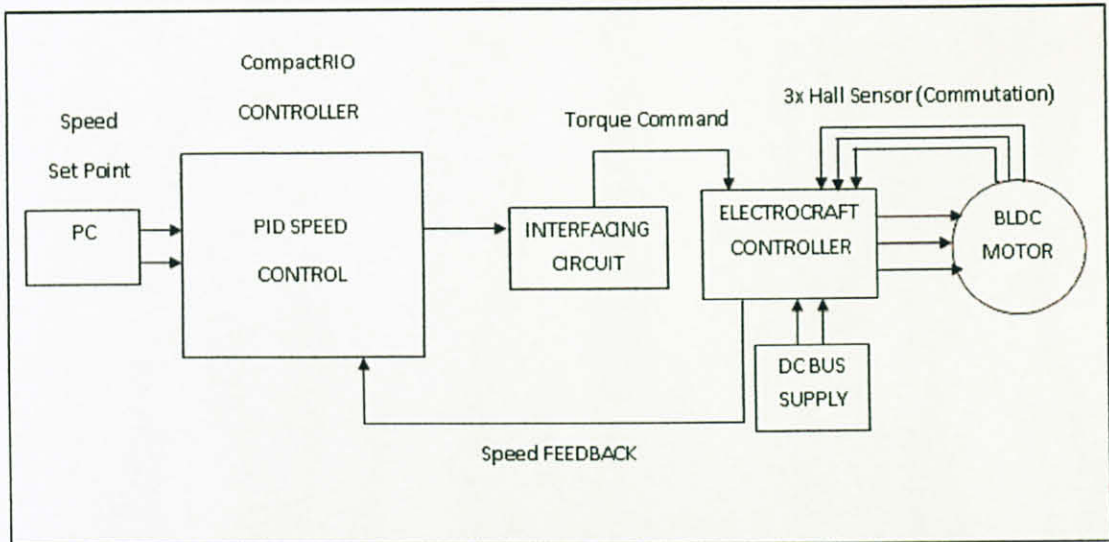 CompactRIO
CONTROLLER
Speed
Set Point
PC
PID SPEED
CONTROL
Torque Command
INTERFACING
CIRCUIT
3x Hall Sensor (Commutation)
ELECTROCRAFT
CONTROLLER
BLDC
MOTOR
DC BUS
SUPPLY
Speed FEEDBACK